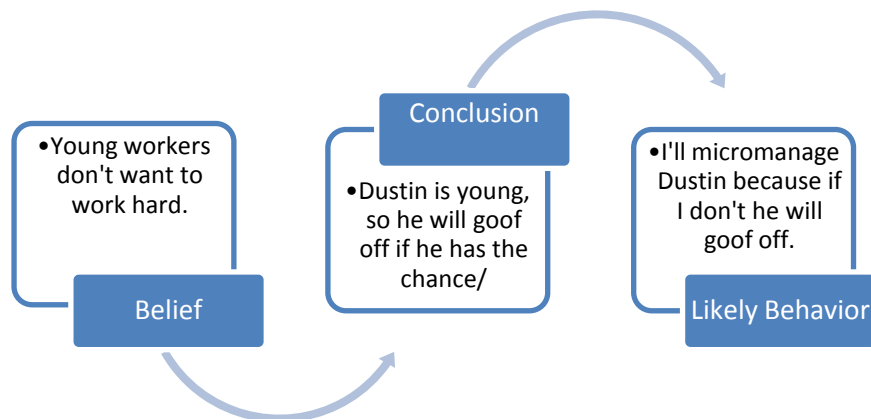 •Young workers
don't want to
work hard.
Belief
Conclusion
•Dustin is young,
so he will goof
off if he has the
chance/
•I'll micromanage
Dustin because if
I don't he will
goof off.
Likely Behavior